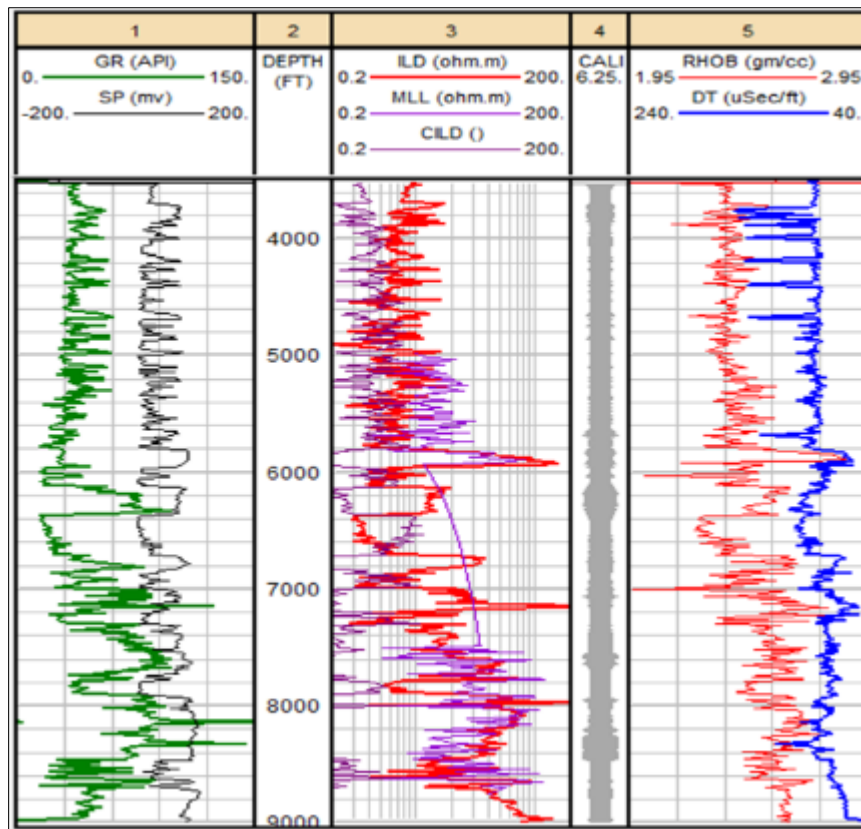 1 2 3 4 5
GR (API) DEPTH ILD (ohm.m) CALI RHOB (gm/cc)
0. 150. (FT) 0.2 200. 6.25. 1.95 2.95
SP (mv) MLL (ohm.m) DT (uSec/ft)
-200. 200. 0.2 200. 240. 40.
CILD ()
0.2 200.
4000
5000
6000
7000
8000
9000